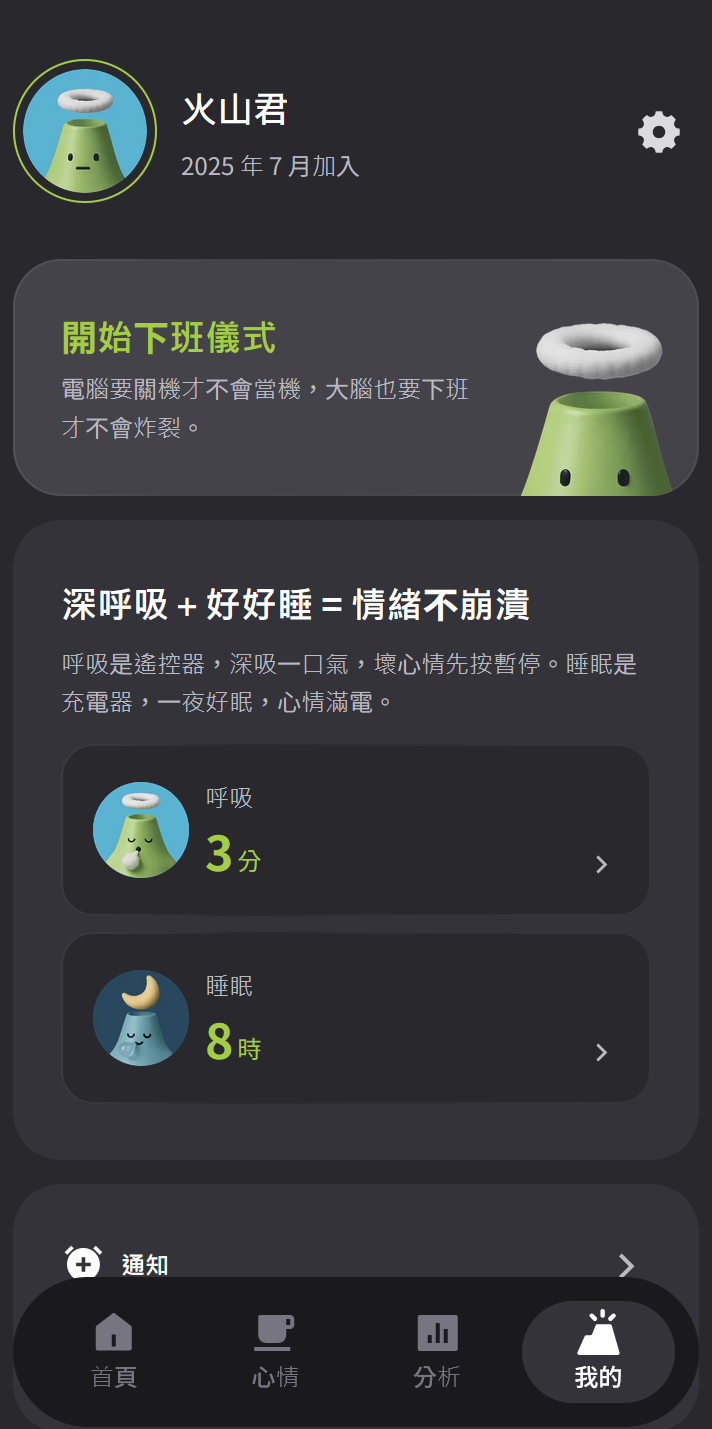 火山君
2025 年 7 月加入
開始下班儀式
電腦要關機才不會當機，大腦也要下班
才不會炸裂。
深呼吸 + 好好睡 = 情緒不崩潰
呼吸是遙控器，深吸一口氣，壞心情先按暫停。睡眠是
充電器，一夜好眠，心情滿電。
呼吸
3 分
睡眠
8 時
通知
首頁
心情
分析
我的